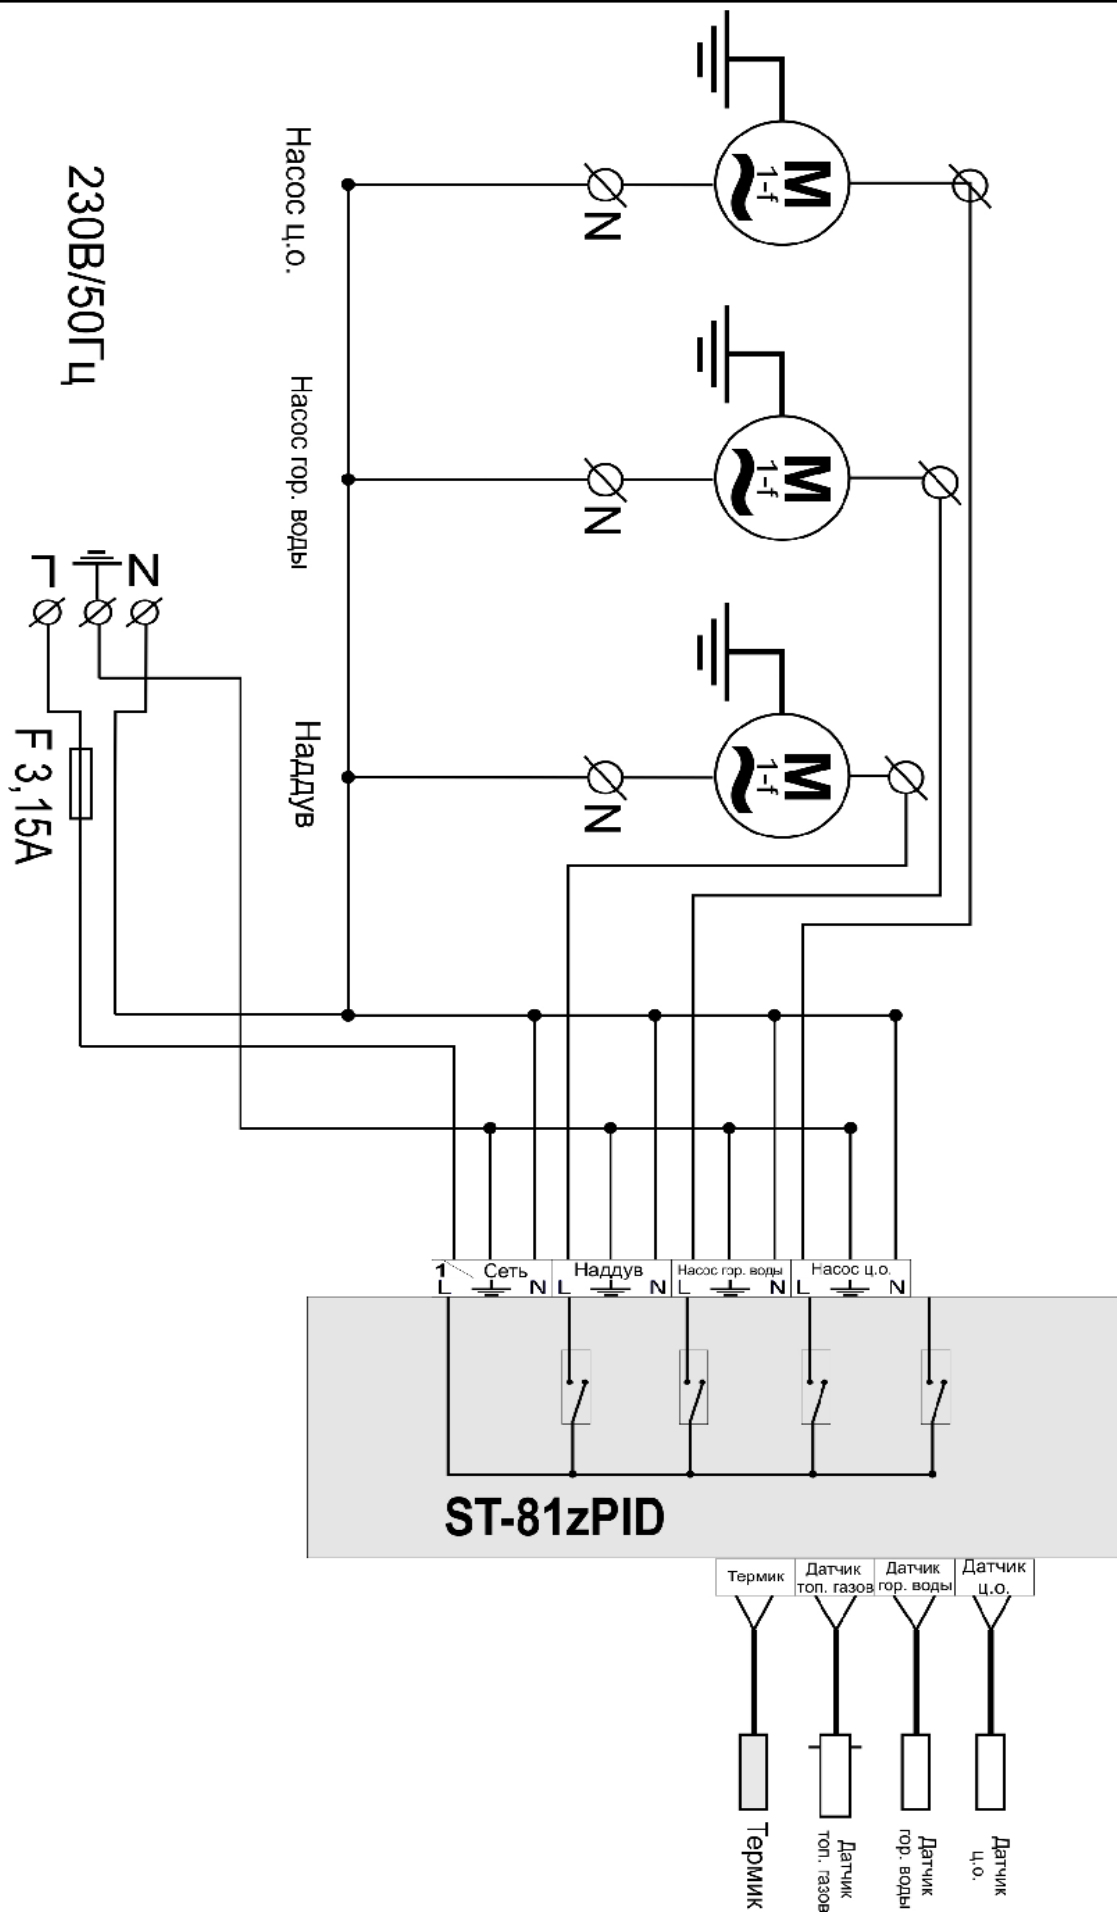 230В/50Гц
Насос ц.о.
Насос гор. воды
Наддув
M
1-f
N
M
1-f
N
M
1-f
N
L
N
F 3,15A
1
Сеть
Наддув
Насос гор. воды
Насос ц.о.
L
N
L
N
L
N
L
N
ST-81zPID
Термик
Датчик
топ. газов
Датчик
гор. воды
Датчик
ц.о.
Термик
Датчик
топ. газов
Датчик
гор. воды
Датчик
ц.о.